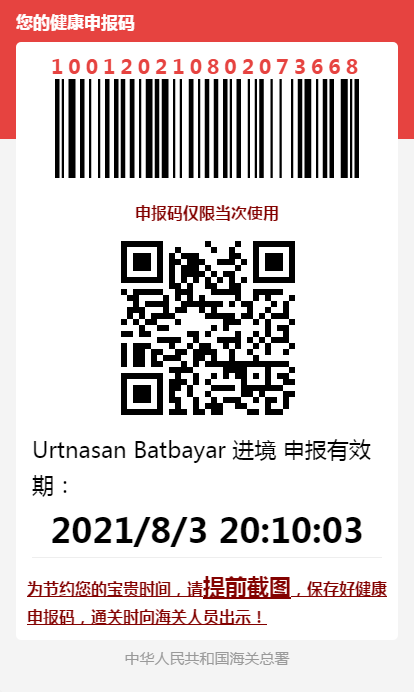 您的健康申报码
100120210802073668
申报码仅限当次使用
Urtnasan Batbayar 进境 申报有效
期：
2021/8/3 20:10:03
为节约您的宝贵时间，请提前截图，保存好健康
申报码，通关时向海关人员出示！
中华人民共和国海关总署